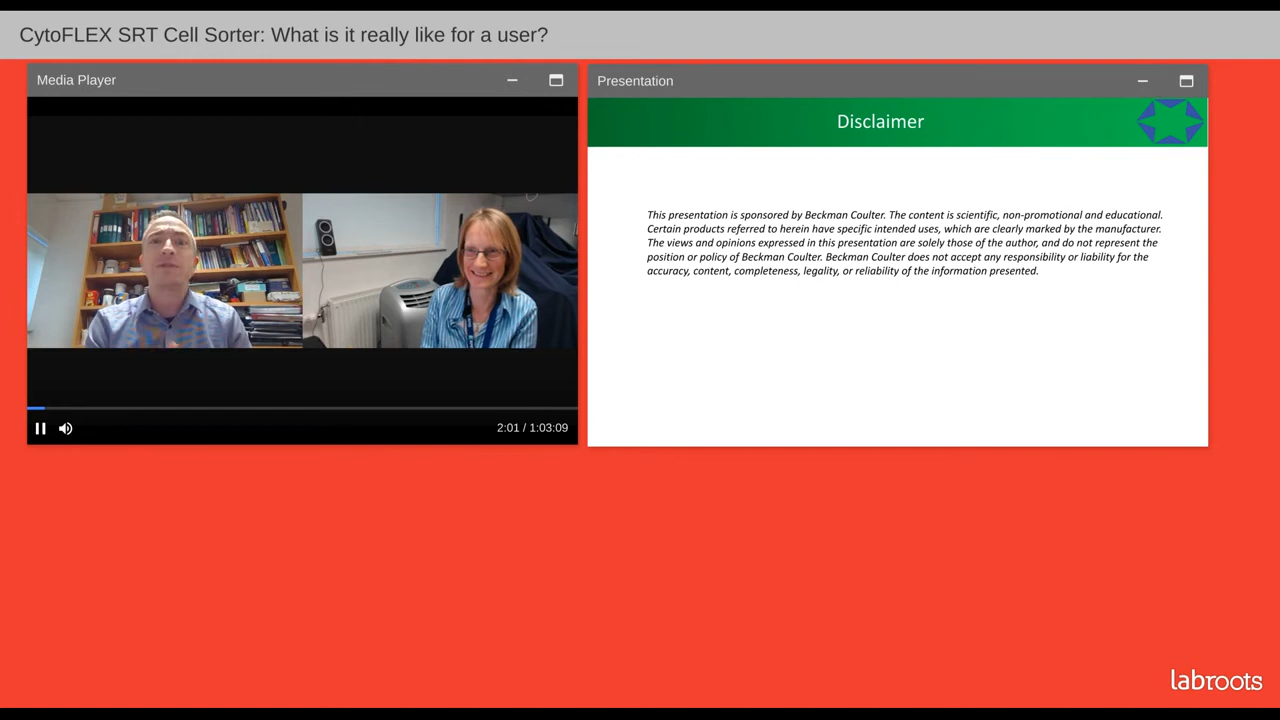 CytoFLEX SRT Cell Sorter: What is it really like for a user?
Media Player
Presentation
Disclaimer
This presentation is sponsored by Beckman Coulter. The content is scientific, non-promotional and educational.
Certain products referred to herein have specific intended uses, which are clearly marked by the manufacturer.
The views and opinions expressed in this presentation are solely those of the author, and do not represent the
position or policy of Beckman Coulter. Beckman Coulter does not accept any responsibility or liability for the
accuracy, content, completeness, legality, or reliability of the information presented.
2:01 / 1:03:09
labroots